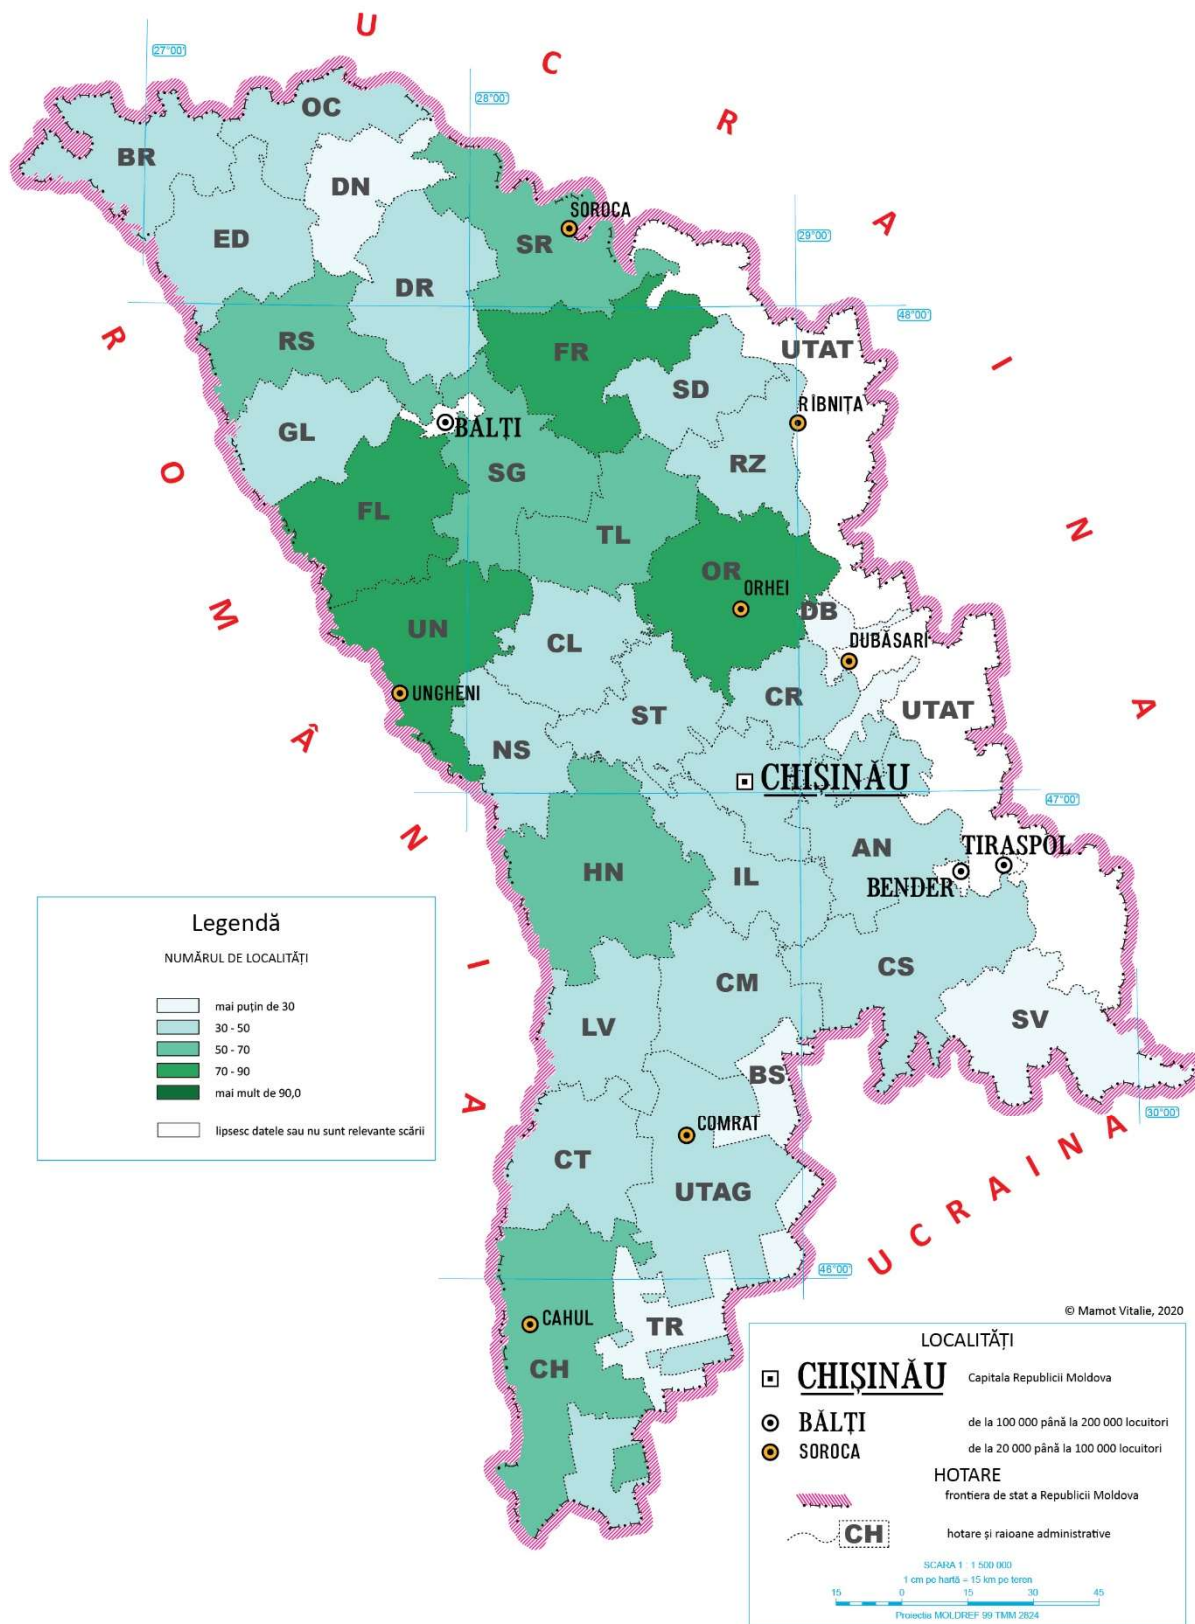 U C R A I N A
27°00'
28°00'
OC
BR
DN
SOROCA
SR
ED
29°00'
DR
48°00'
R O M Â N I A
RS
FR
UTAT
SD
RÎBNIȚA
GL
BĂLȚI
RZ
SG
FL
TL
OR
ORHEI
DB
UN
CL
DUBĂSARI
UNGHENI
CR
ST
UTAT
NS
CHIȘINĂU
47°00'
TIRASPOL
AN
HN
IL
BENDER
Legendă
NUMĂRUL DE LOCALITĂȚI
mai puțin de 30
30 - 50
50 - 70
70 - 90
mai mult de 90,0
lipsesc datele sau nu sunt relevante scării
CS
CM
SV
LV
BS
30°00'
COMRAT
CT
UTAG
U C R A I N A
46°00'
CAHUL
TR
CH
© Mamot Vitalie, 2020
LOCALITĂȚI
CHIȘINĂU Capitala Republicii Moldova
BĂLȚI de la 100 000 până la 200 000 locuitori
SOROCA de la 20 000 până la 100 000 locuitori
HOTARE
frontiera de stat a Republicii Moldova
CH hotare și raioane administrative
SCARA 1 : 1 500 000
1 cm pe hartă = 15 km pe teren
15 0 15 30 45
Proiectia MOLDREF 99 TMM 2824